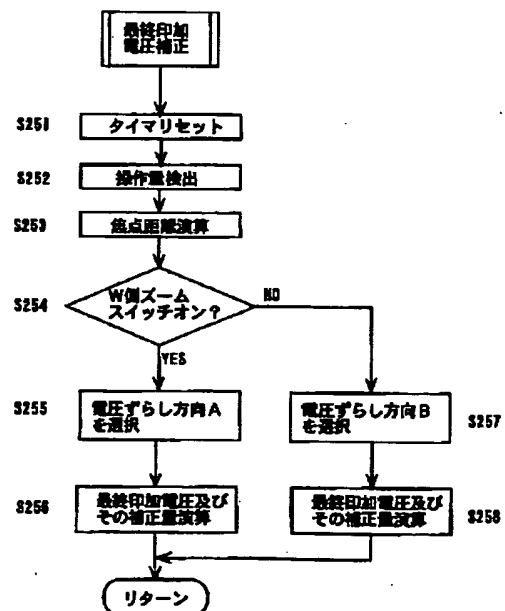 最終印加
電圧補正
S251
タイマリセット
S252
操作量検出
S253
焦点距離演算
S254
W側ズーム
スイッチオン?
NO
YES
S255
電圧ずらし方向A
を選択
電圧ずらし方向B
を選択
S257
S256
最終印加電圧及び
その補正量演算
最終印加電圧及び
その補正量演算
S258
リターン